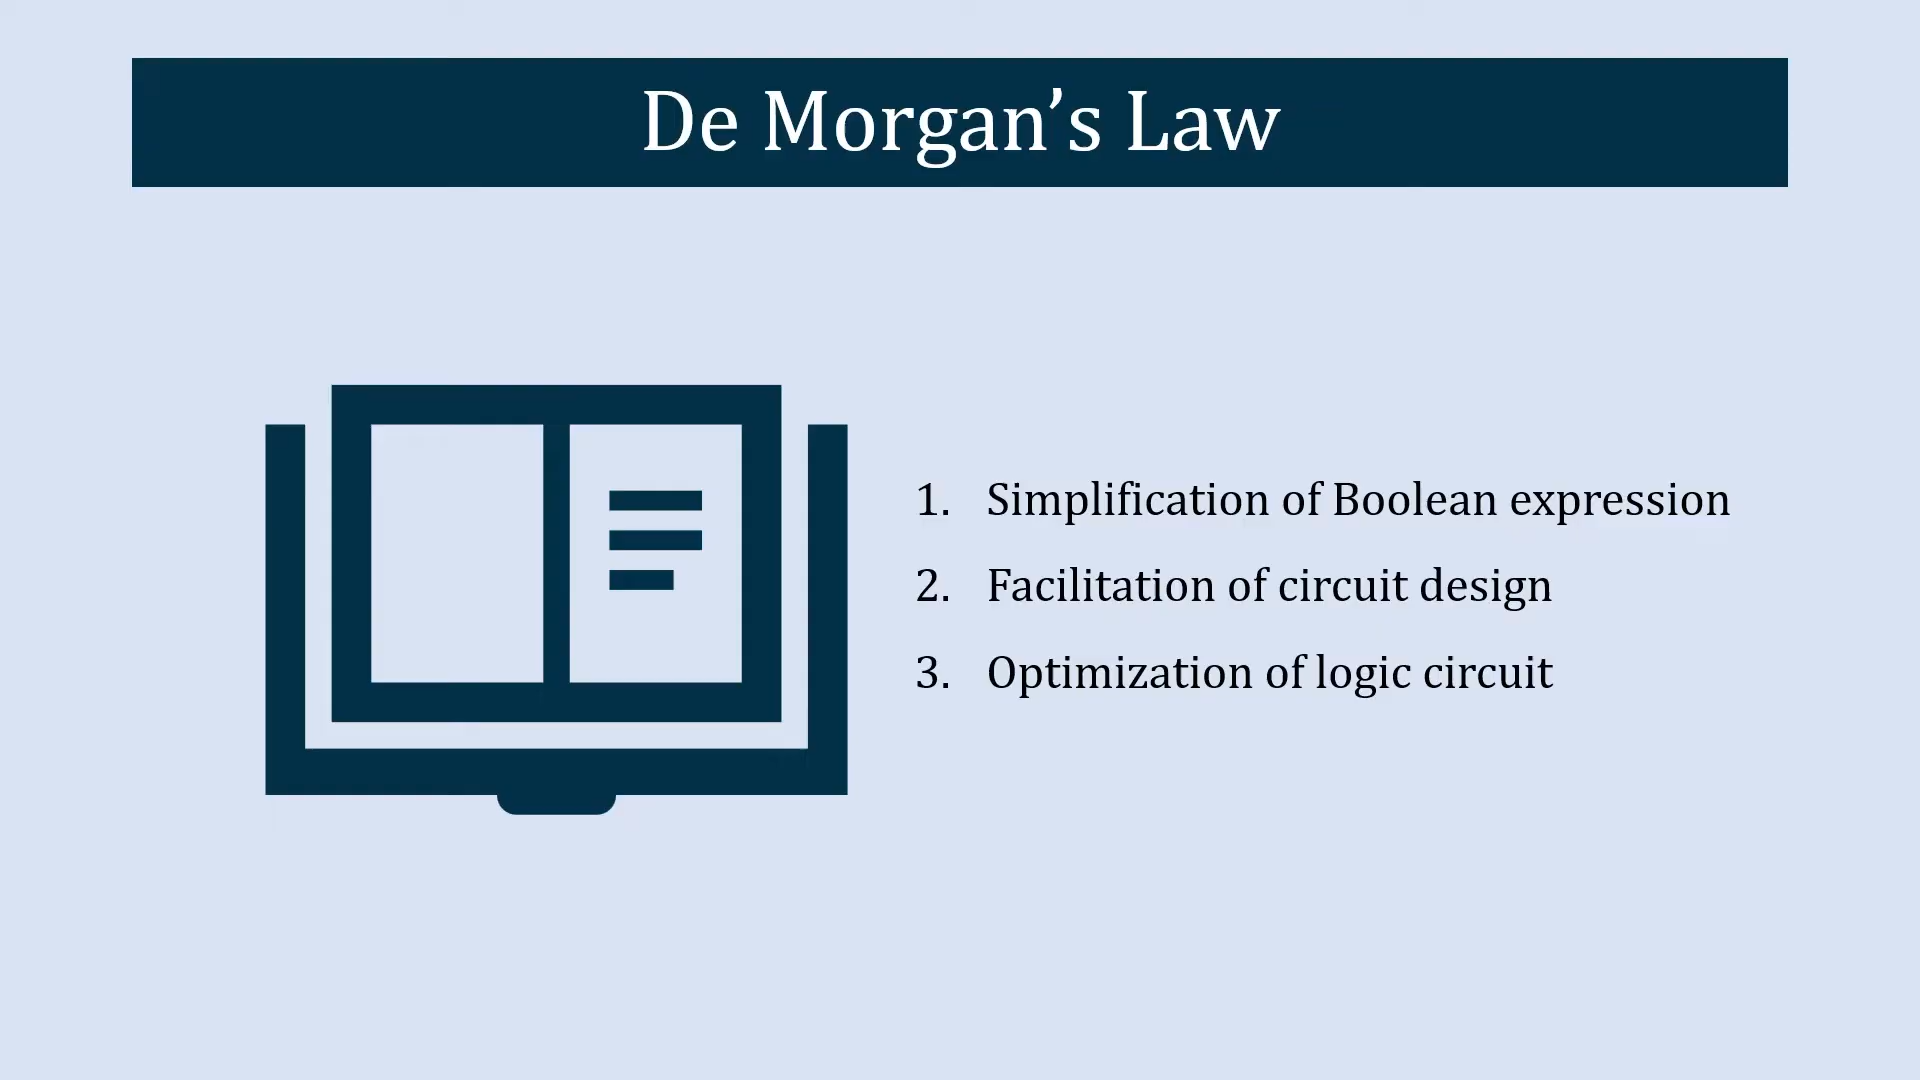 De Morgan’s Law
1. Simplification of Boolean expression
2. Facilitation of circuit design
3. Optimization of logic circuit